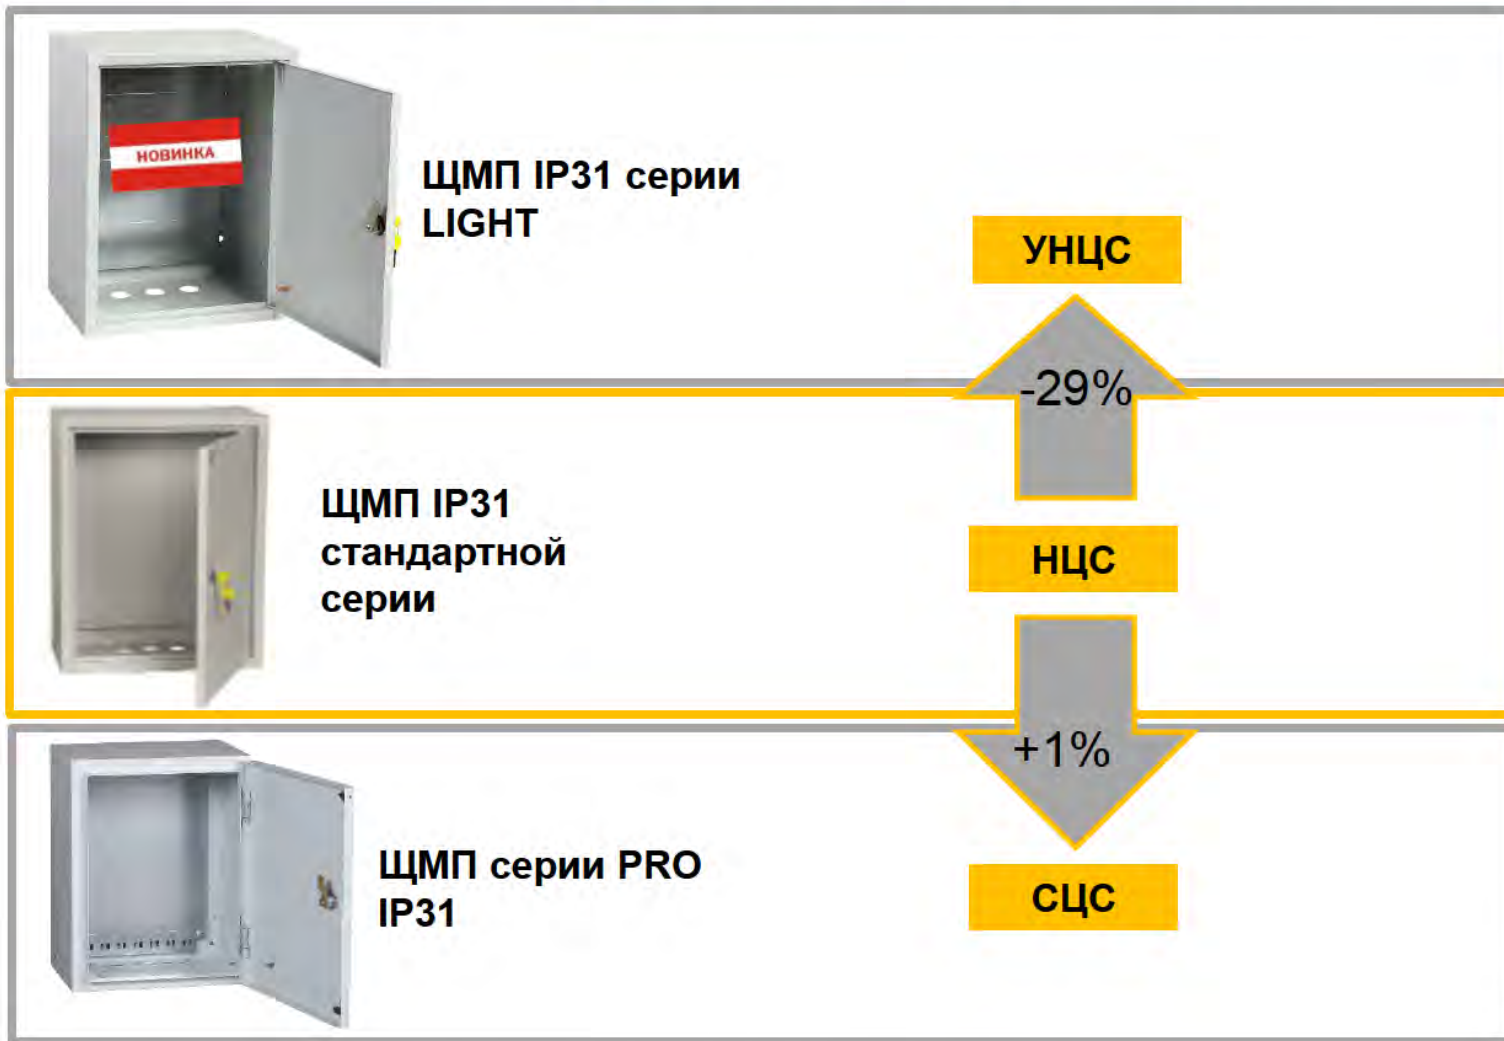 НОВИНКА
ЩМП IP31 серии
LIGHT
УНЦС
-29%
ЩМП IP31
стандартной
серии
НЦС
+1%
ЩМП серии PRO
IP31
СЦС